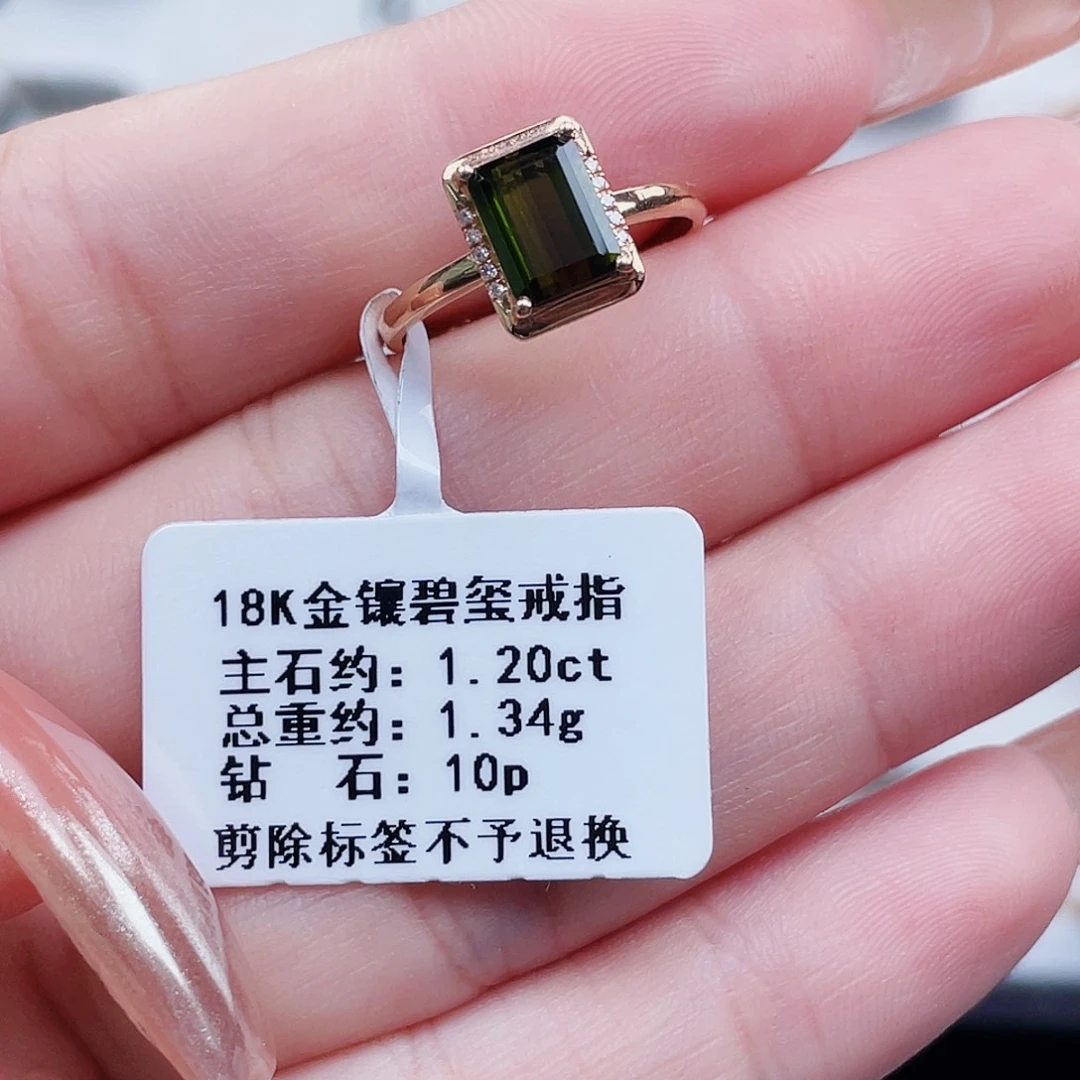 18K金镶碧玺戒指
主石约：1.20ct
总重约：1.34g
钻 石：10p
剪除标签不予退换